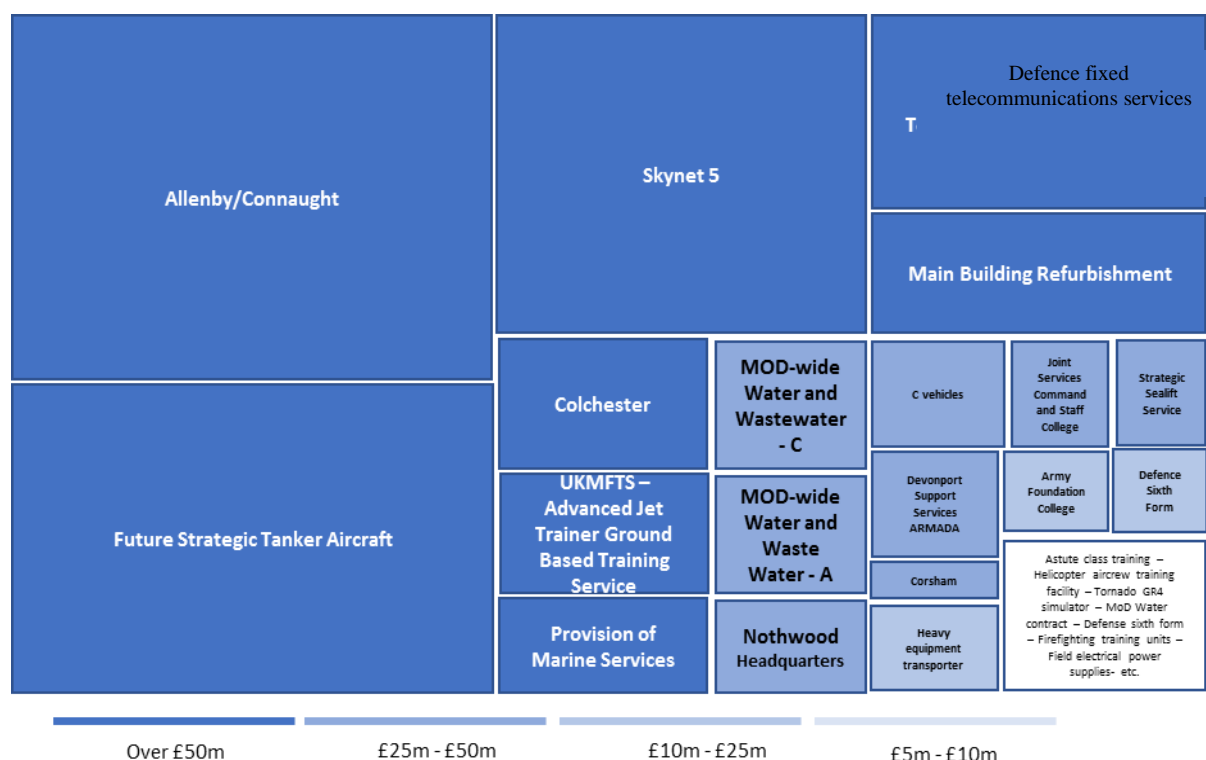 Allenby/Connaught
Skynet 5
Defence fixed
telecommunications services
Main Building Refurbishment
Future Strategic Tanker Aircraft
Colchester
MOD-wide
Water and
Wastewater
- C
UKMFTS –
Advanced Jet
Trainer Ground
Based Training
Service
MOD-wide
Water and
Waste
Water - A
Provision of
Marine Services
Nothwood
Headquarters
C vehicles
Joint
Services
Command
and Staff
College
Strategic
Sealift
Service
Devonport
Support
Services
ARMADA
Army
Foundation
College
Defence
Sixth
Form
Corsham
Heavy
equipment
transporter
Astute class training –
Helicopter aircrew training
facility – Tornado GR4
simulator – MoD Water
contract – Defense sixth form
– Firefighting training units –
Field electrical power
supplies- etc.
Over £50m
£25m - £50m
£10m - £25m
£5m - £10m